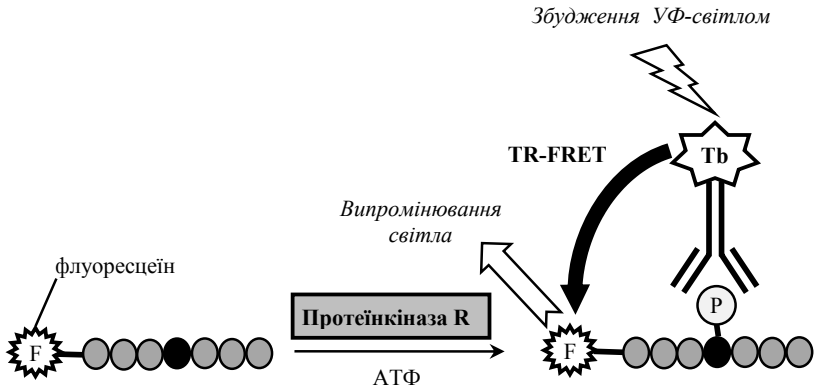 Збудження УФ-світлом
Tb
TR-FRET
Випромінювання
світла
флуоресцеїн
P
Протеїнкіназа R
F
F
АТФ